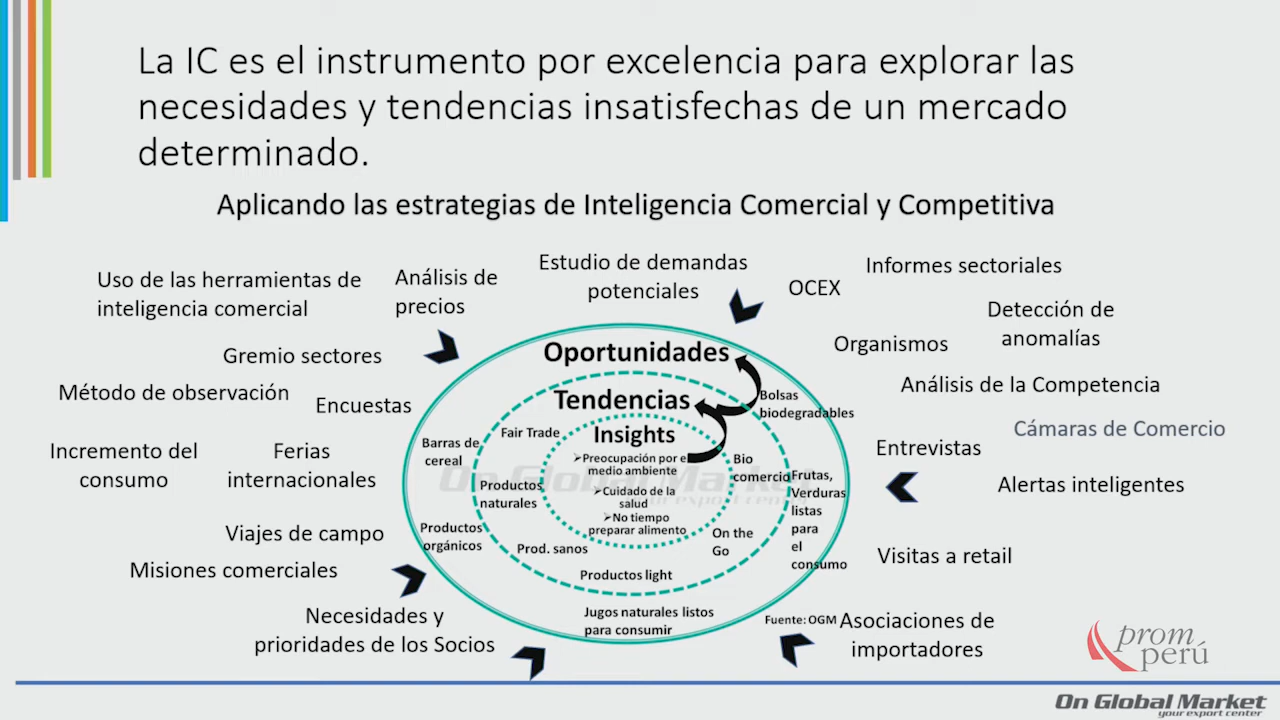 La IC es el instrumento por excelencia para explorar las
necesidades y tendencias insatisfechas de un mercado
determinado.
Aplicando las estrategias de Inteligencia Comercial y Competitiva
Uso de las herramientas de
inteligencia comercial
Análisis de
precios
Estudio de demandas
potenciales
OCEX
Informes sectoriales
Detección de
anomalías
Gremio sectores
Organismos
Método de observación
Encuestas
Análisis de la Competencia
Cámaras de Comercio
Incremento del
consumo
Ferias
internacionales
Entrevistas
Alertas inteligentes
Viajes de campo
Misiones comerciales
Visitas a retail
Necesidades y
prioridades de los Socios
Asociaciones de
importadores
Oportunidades
Tendencias
Insights
Preocupación por e
medio ambiente
Cuidado de la
salud
No tiempo
preparar alimento
Bolsas
biodegradables
Fair Trade
Barras de
cereal
Bio
comercio
Productos
naturales
Frutas,
Verduras
listas
para
el
consumo
Productos
orgánicos
Prod. sanos
On the
Go
Productos light
Jugos naturales listos
para consumir
Fuente: OGM
On Global Market
your export center
prom
perú
On Global Market
your export center